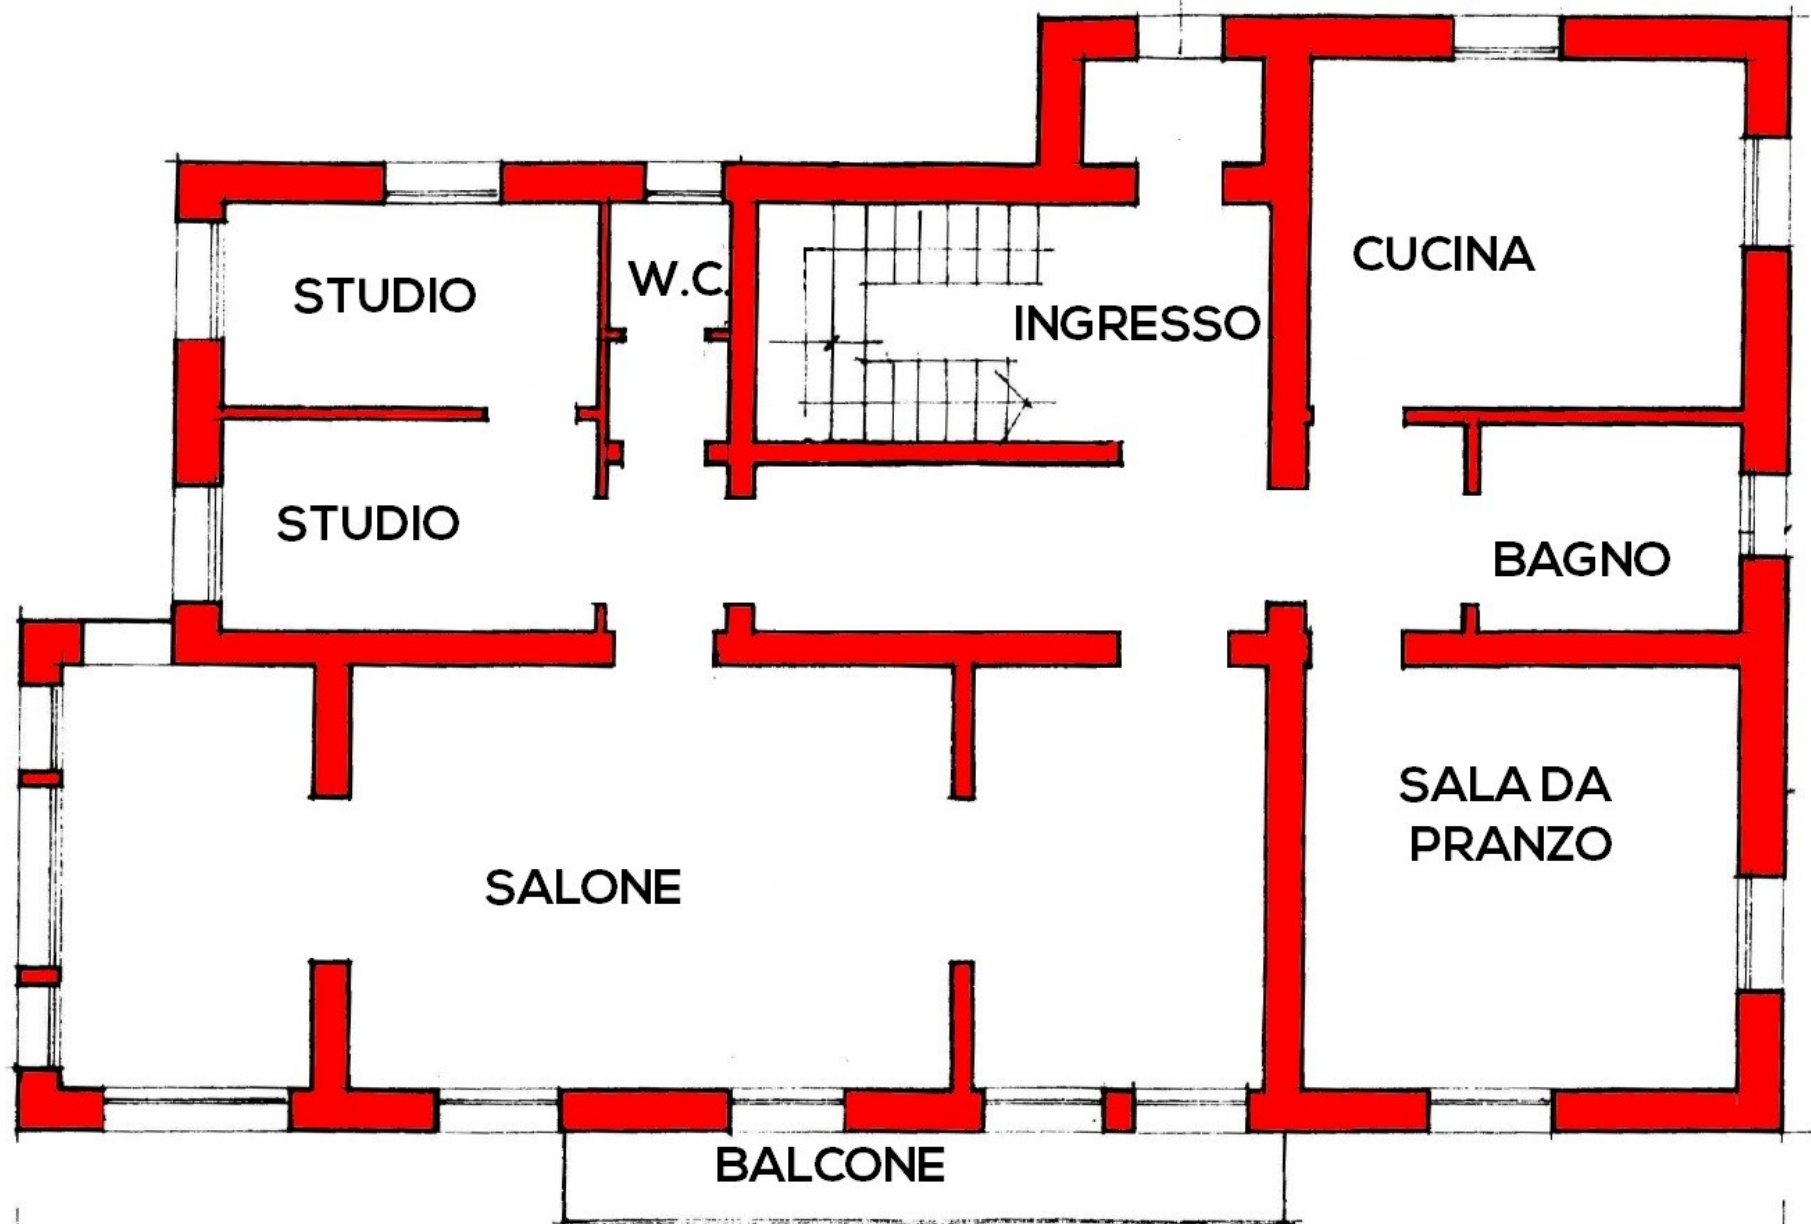 CUCINA
STUDIO
W.C.
INGRESSO
STUDIO
BAGNO
SALA DA
PRANZO
SALONE
BALCONE